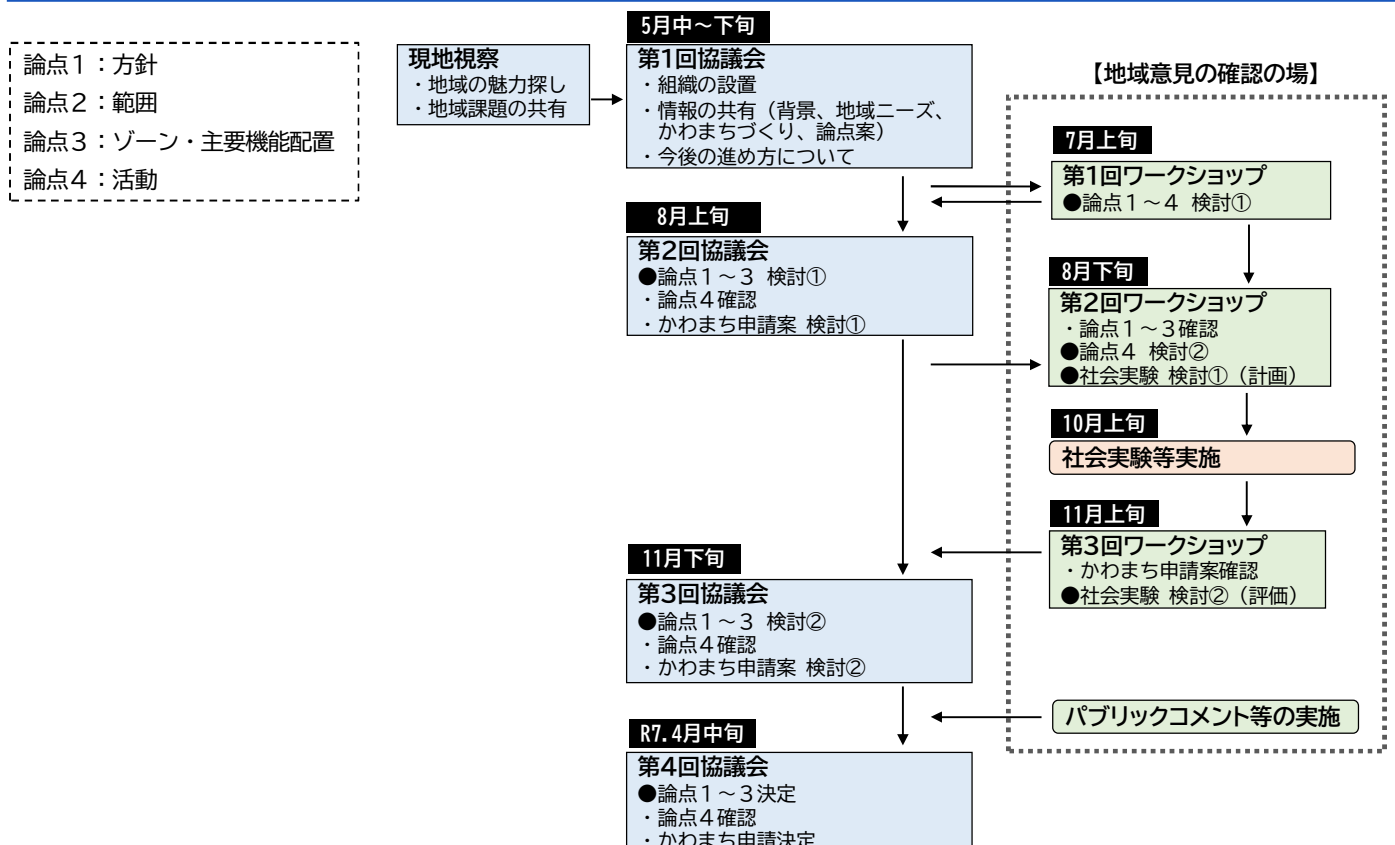 論点1：方針
論点2：範囲
論点3：ゾーン・主要機能配置
論点4：活動
現地視察
・地域の魅力探し
・地域課題の共有
5月中～下旬
第1回協議会
・組織の設置
・情報の共有（背景、地域ニーズ、
かわまちづくり、論点案）
・今後の進め方について
【地域意見の確認の場】
7月上旬
第1回ワークショップ
●論点1～4 検討①
8月上旬
第2回協議会
●論点1～3 検討①
・論点4確認
・かわまち申請案 検討①
8月下旬
第2回ワークショップ
・論点1～3確認
●論点4 検討②
●社会実験 検討①（計画）
10月上旬
社会実験等実施
11月上旬
第3回ワークショップ
・かわまち申請案確認
●社会実験 検討②（評価）
11月下旬
第3回協議会
●論点1～3 検討②
・論点4確認
・かわまち申請案 検討②
パブリックコメント等の実施
R7.4月中旬
第4回協議会
●論点1～3決定
・論点4確認
・かわまち申請決定